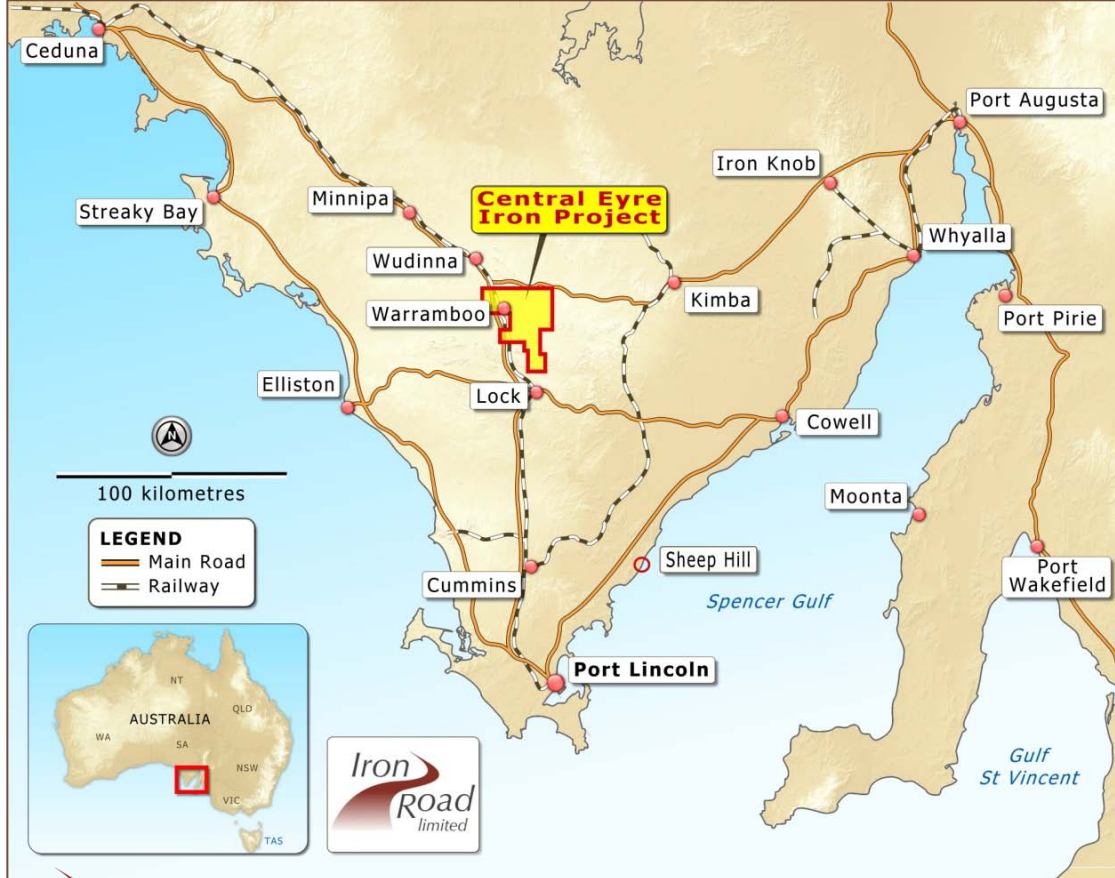 Ceduna
Port Augusta
Iron Knob
Minnipa
Central Eyre
Iron Project
Streaky Bay
Whyalla
Wudinna
Kimba
Warramboo
Port Pirie
Elliston
Lock
Cowell
N
100 kilometres
Moonta
LEGEND
Main Road
Railway
Sheep Hill
Port
Wakefield
Cummins
Spencer Gulf
Port Lincoln
NT
QLD
AUSTRALIA
WA
SA
NSW
VIC
TAS
Iron
Road
limited
Gulf
St Vincent